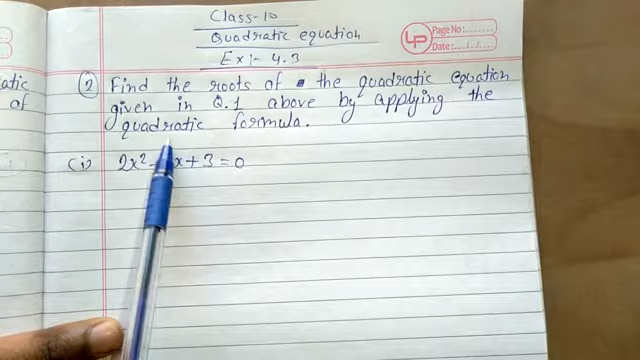 Class-10
Quadratic equation
Ex:- 4.3
LP
Page No:.......
Date:.../.../...
② Find the roots of the quadratic equation
given in Q.1 above by applying the
quadratic formula.
(i) 2x² - x + 3 = 0
atic
of